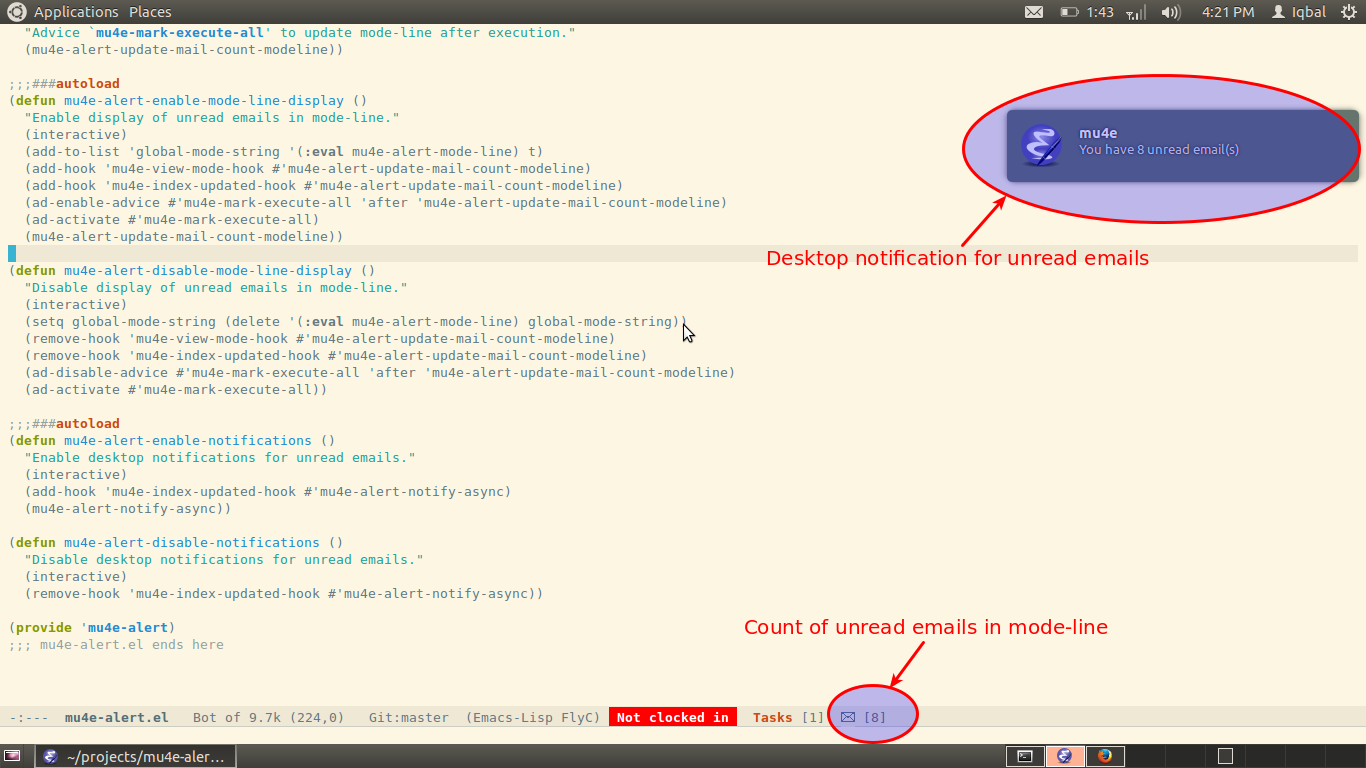 Applications Places 1:43 4:21 PM Iqbal
"Advice `mu4e-mark-execute-all' to update mode-line after execution."
(mu4e-alert-update-mail-count-modeline))
;;;###autoload
(defun mu4e-alert-enable-mode-line-display ()
"Enable display of unread emails in mode-line."
(interactive)
(add-to-list 'global-mode-string '(:eval mu4e-alert-mode-line) t)
(add-hook 'mu4e-view-mode-hook #'mu4e-alert-update-mail-count-modeline)
(add-hook 'mu4e-index-updated-hook #'mu4e-alert-update-mail-count-modeline)
(ad-enable-advice #'mu4e-mark-execute-all 'after 'mu4e-alert-update-mail-count-modeline)
(ad-activate #'mu4e-mark-execute-all)
(mu4e-alert-update-mail-count-modeline))
mu4e
You have 8 unread email(s)
Desktop notification for unread emails
(defun mu4e-alert-disable-mode-line-display ()
"Disable display of unread emails in mode-line."
(interactive)
(setq global-mode-string (delete '(:eval mu4e-alert-mode-line) global-mode-string))
(remove-hook 'mu4e-view-mode-hook #'mu4e-alert-update-mail-count-modeline)
(remove-hook 'mu4e-index-updated-hook #'mu4e-alert-update-mail-count-modeline)
(ad-disable-advice #'mu4e-mark-execute-all 'after 'mu4e-alert-update-mail-count-modeline)
(ad-activate #'mu4e-mark-execute-all))
;;;###autoload
(defun mu4e-alert-enable-notifications ()
"Enable desktop notifications for unread emails."
(interactive)
(add-hook 'mu4e-index-updated-hook #'mu4e-alert-notify-async)
(mu4e-alert-notify-async))
(defun mu4e-alert-disable-notifications ()
"Disable desktop notifications for unread emails."
(interactive)
(remove-hook 'mu4e-index-updated-hook #'mu4e-alert-notify-async))
(provide 'mu4e-alert)
;;; mu4e-alert.el ends here
Count of unread emails in mode-line
-:--- mu4e-alert.el Bot of 9.7k (224,0) Git:master (Emacs-Lisp FlyC) Not clocked in Tasks [1] [8]
~/projects/mu4e-aler...